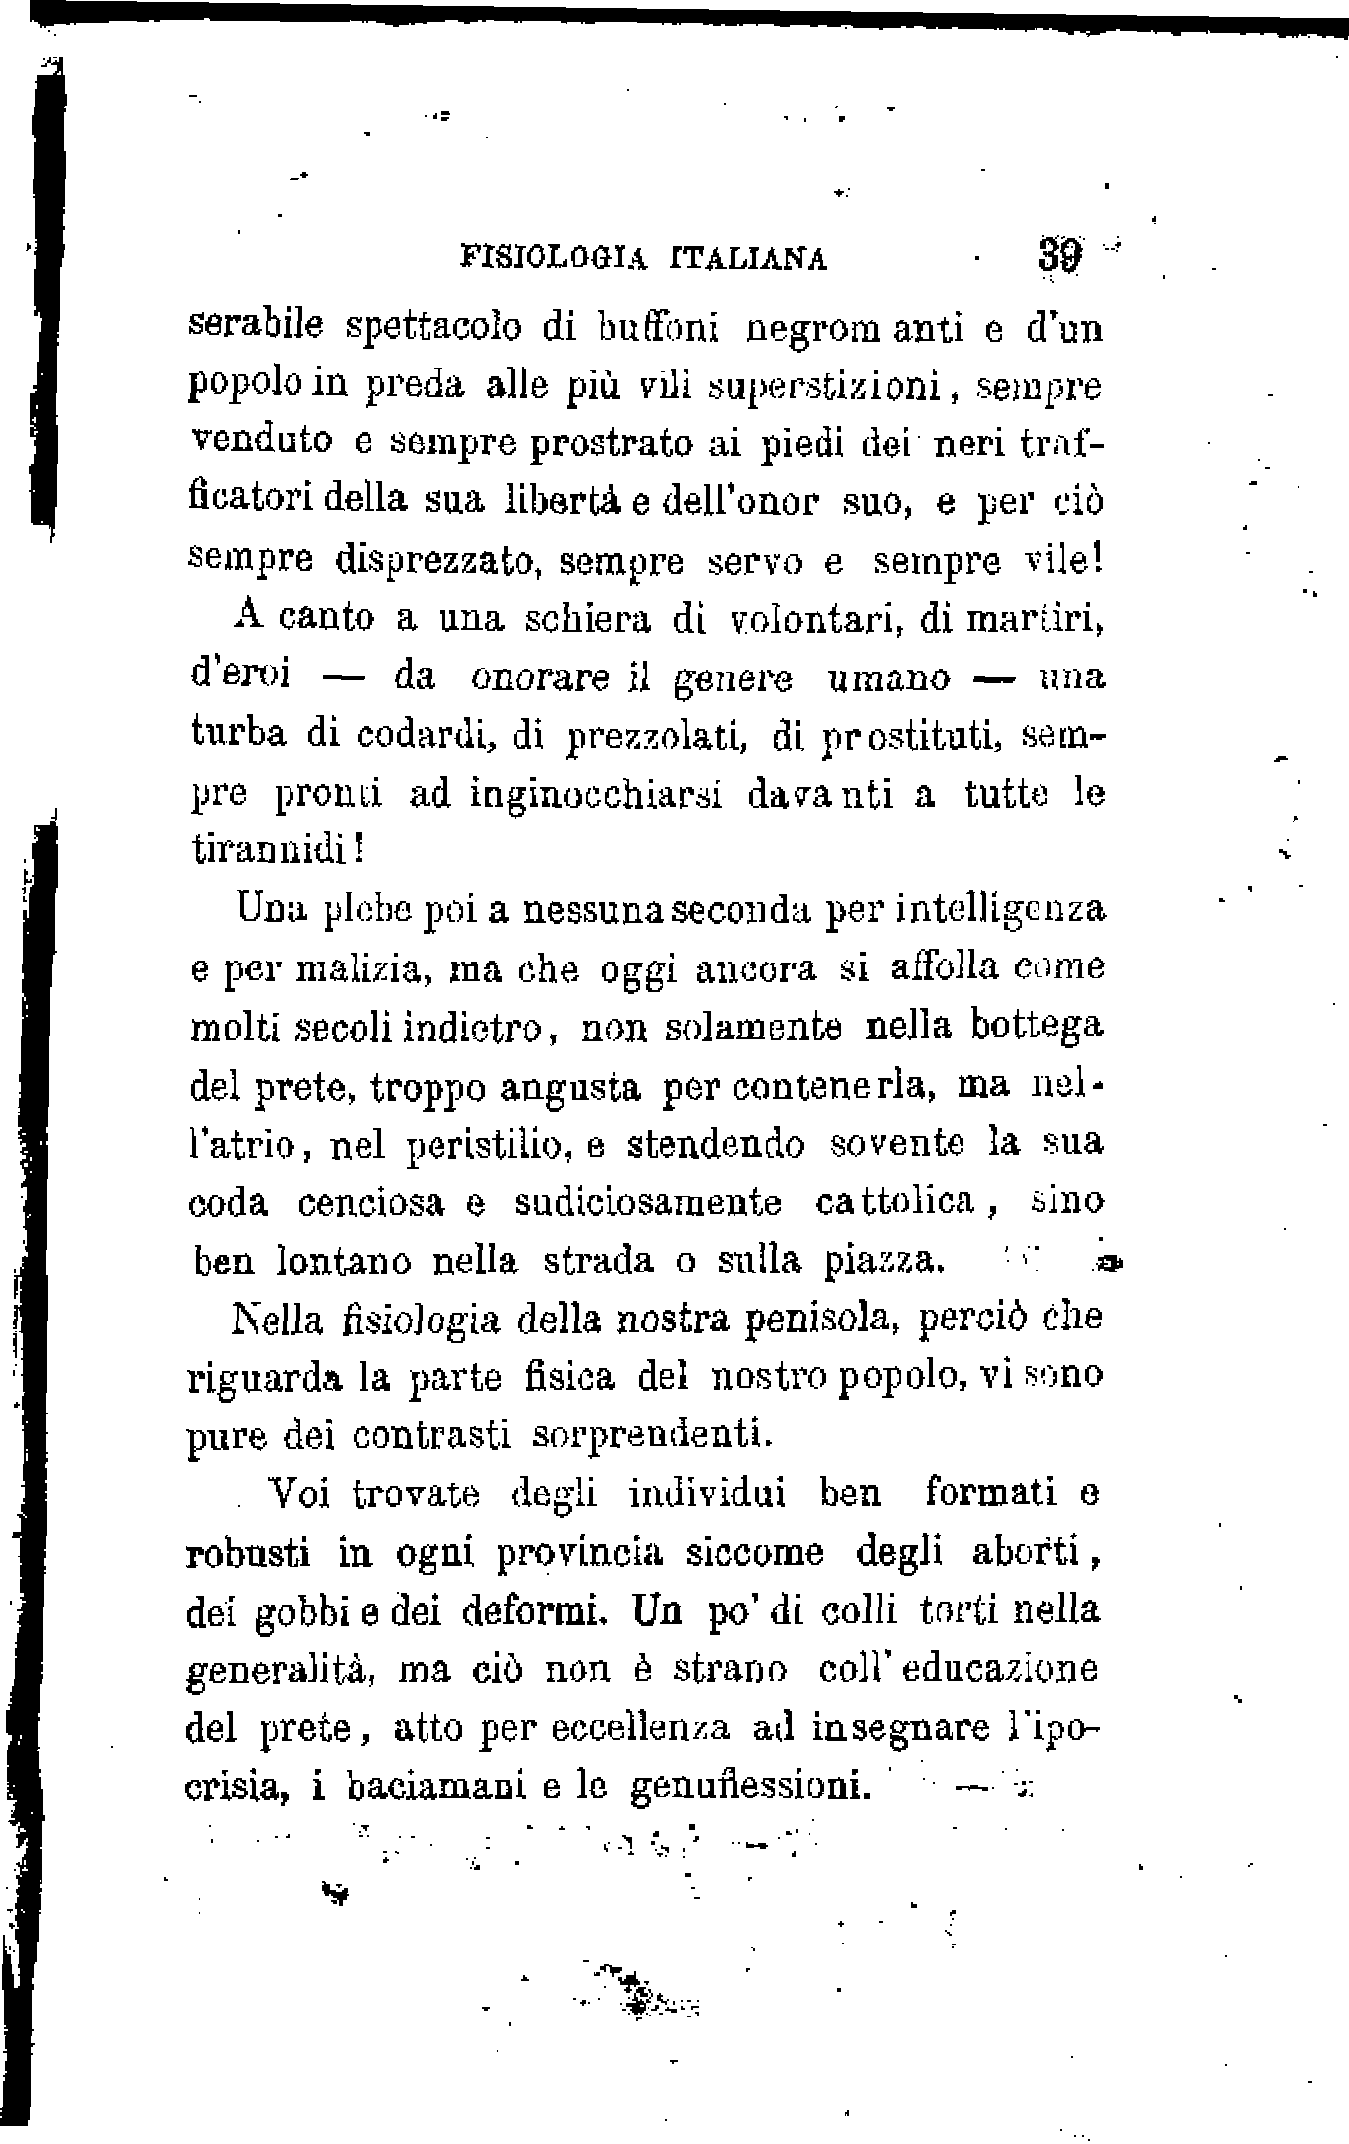 FISIOLOGIA ITALIANA 39
serabile spettacolo di buffoni negromanti e d'un
popolo in preda alle più vili superstizioni, sempre
venduto e sempre prostrato ai piedi dei neri traf-
ficatori della sua libertà e dell'onor suo, e per ciò
sempre disprezzato, sempre servo e sempre vile!
A canto a una schiera di volontari, di martiri,
d'eroi — da onorare il genere umano — una
turba di codardi, di prezzolati, di prostituti, sem-
pre pronti ad inginocchiarsi davanti a tutte le
tirannidi!
Una plebe poi a nessuna seconda per intelligenza
e per malizia, ma che oggi ancora si affolla come
molti secoli indietro, non solamente nella bottega
del prete, troppo angusta per contenerla, ma nel-
l'atrio, nel peristilio, e stendendo sovente la sua
coda cenciosa e sudiciosamente cattolica, sino
ben lontano nella strada o sulla piazza.
Nella fisiologia della nostra penisola, perciò che
riguarda la parte fisica del nostro popolo, vi sono
pure dei contrasti sorprendenti.
Voi trovate degli individui ben formati e
robusti in ogni provincia siccome degli aborti,
dei gobbi e dei deformi. Un po' di colli torti nella
generalità, ma ciò non è strano coll' educazione
del prete, atto per eccellenza ad insegnare l'ipo-
crisia, i baciamani e le genuflessioni.